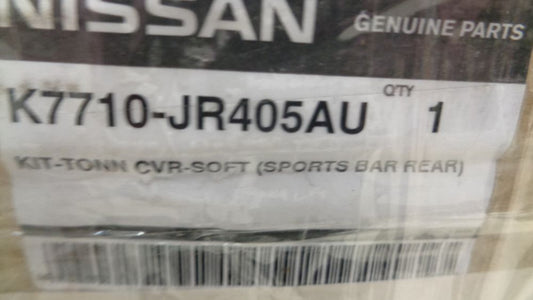 NISSAN GENUINE PARTS
K7710-JR405AU QTY 1
KIT-TONN CVR-SOFT (SPORTS BAR REAR)